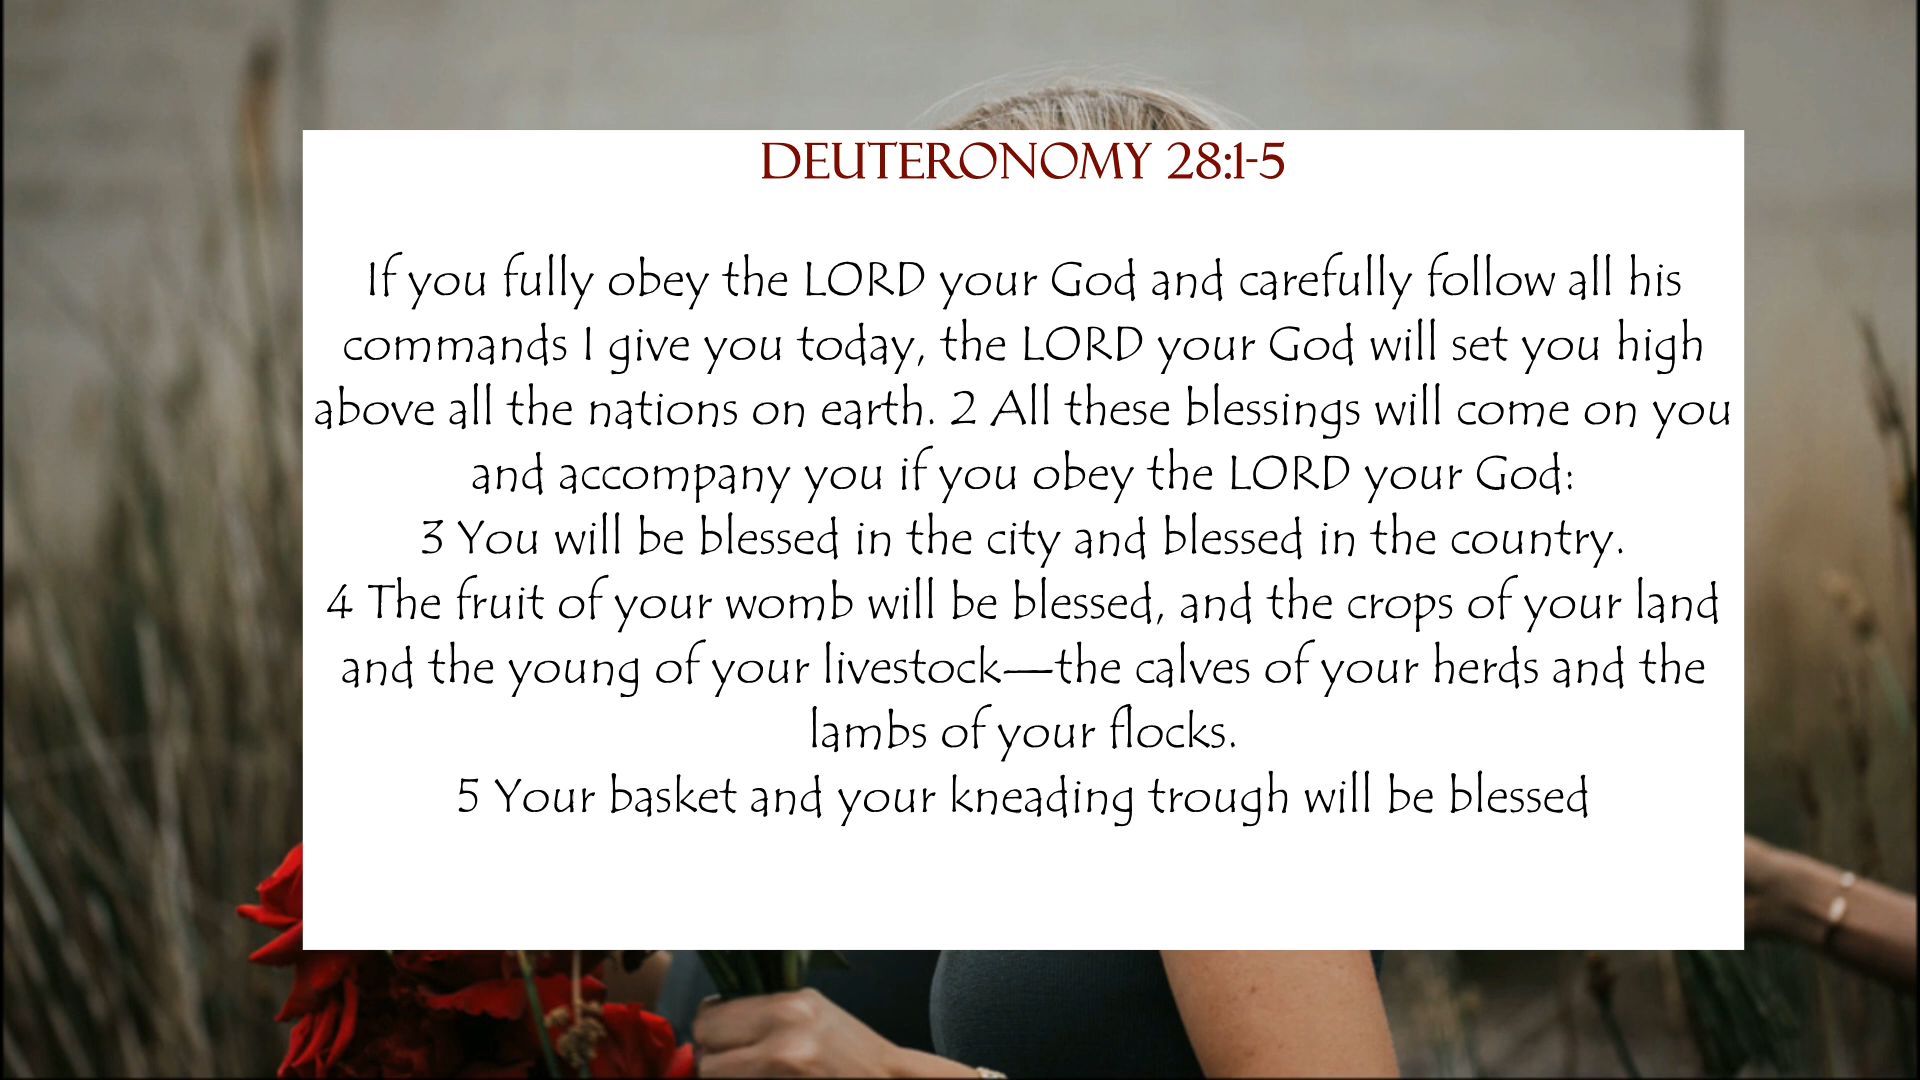 DEUTERONOMY 28:1-5
If you fully obey the LORD your God and carefully follow all his
commands I give you today, the LORD your God will set you high
above all the nations on earth. 2 All these blessings will come on you
and accompany you if you obey the LORD your God:
3 You will be blessed in the city and blessed in the country.
4 The fruit of your womb will be blessed, and the crops of your land
and the young of your livestock—the calves of your herds and the
lambs of your flocks.
5 Your basket and your kneading trough will be blessed